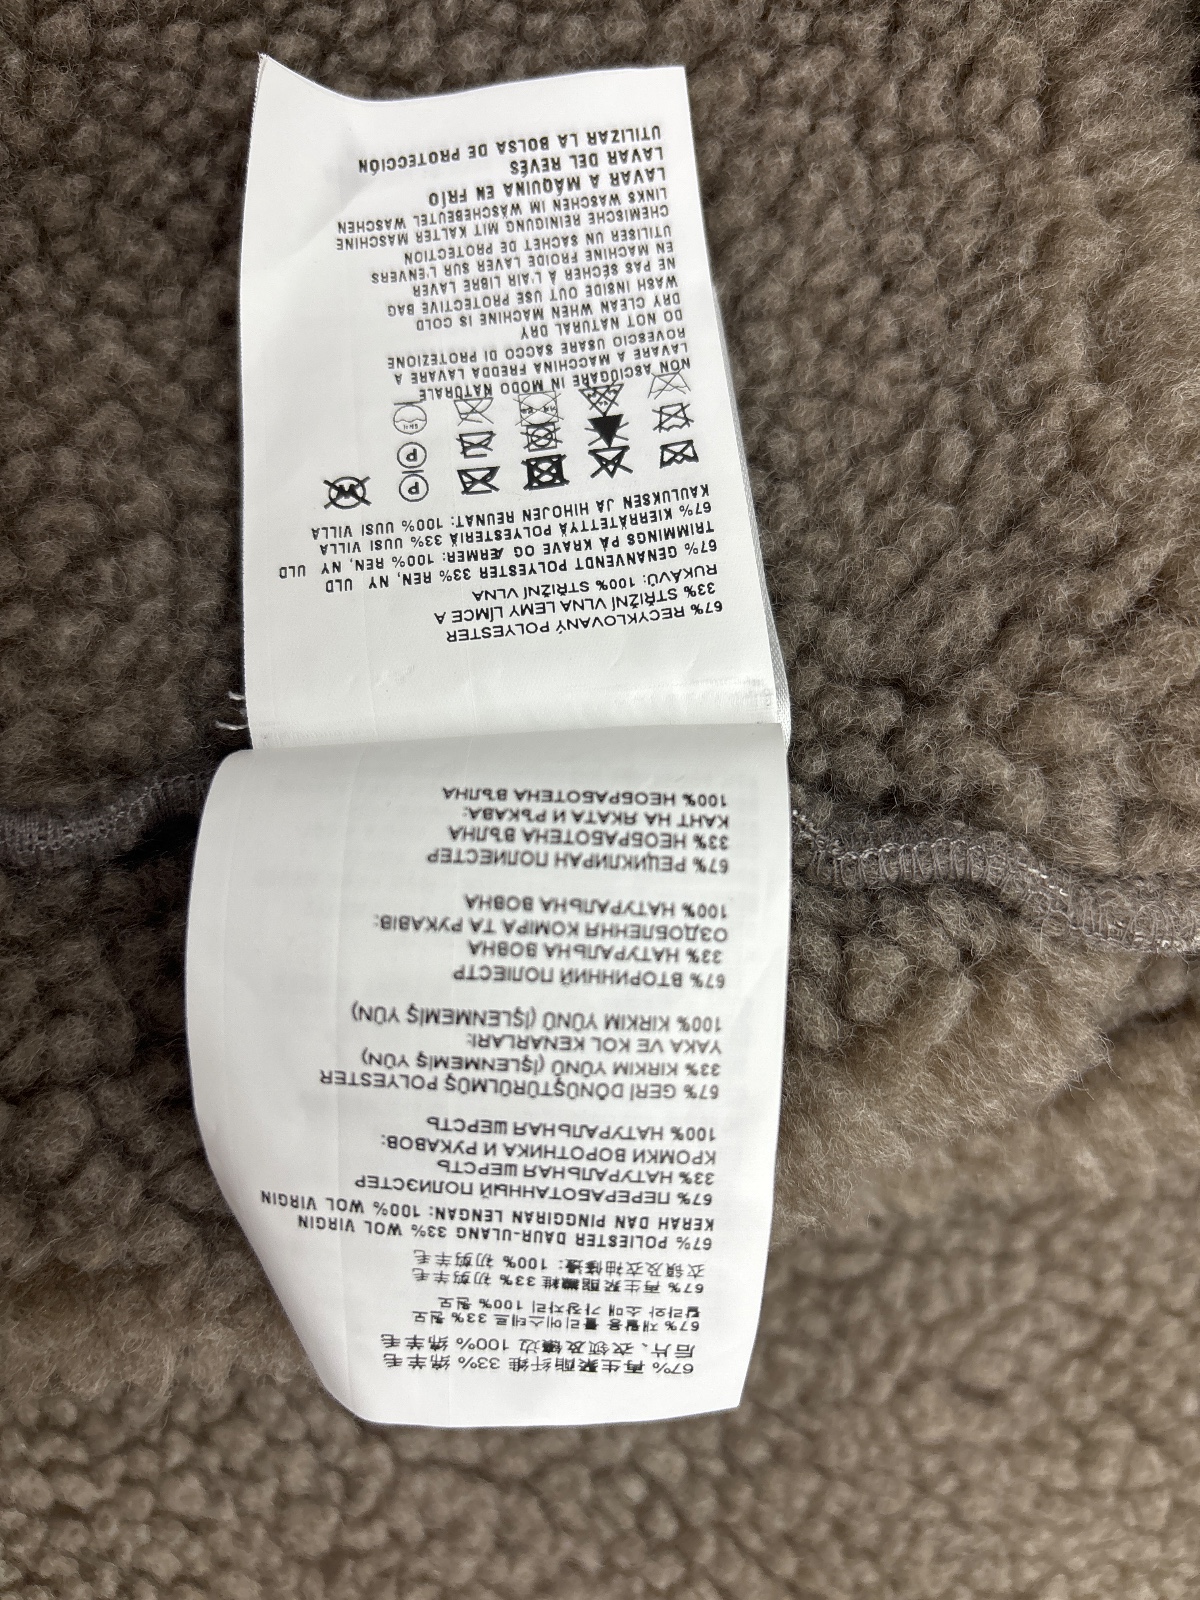 67% 再生聚酯纤维 33% 绵羊毛
后片、衣领及镶边 100% 绵羊毛
67% 재활용 폴리에스테르 33% 원모
칼라와 소매 가장자리 100% 원모
67% 再生聚酯纖維 33% 初剪羊毛
衣領及衣袖 100% 初剪羊毛
67% POLIESTER DAUR-ULANG 33% WOL VIRGIN
KERAH DAN PINGGIRAN LENGAN: 100% WOL VIRGIN
67% ПЕРЕРАБОТАННЫЙ ПОЛИЭСТЕР
33% НАТУРАЛЬНАЯ ШЕРСТЬ
КРОМКИ ВОРОТНИКА И РУКАВОВ:
100% НАТУРАЛЬНАЯ ШЕРСТЬ
67% GERİ DÖNÜŞTÜRÜLMÜŞ POLYESTER
33% KIRKIM YÜNÜ (İŞLENMEMİŞ YÜN)
YAKA VE KOL KENARLARI:
100% KIRKIM YÜNÜ (İŞLENMEMİŞ YÜN)
67% ВТОРИННИЙ ПОЛІЕСТР
33% НАТУРАЛЬНА ВОВНА
ОЗДОБЛЕННЯ КОМІРА ТА РУКАВІВ:
100% НАТУРАЛЬНА ВОВНА
67% РЕЦИКЛИРАН ПОЛИЕСТЕР
33% НЕОБРАБОТЕНА ВЪЛНА
КАНТ НА ЯКАТА И РЪКАВА:
100% НЕОБРАБОТЕНА ВЪЛНА
67% RECYKLOVANÝ POLYESTER
33% STŘIŽNÍ VLNA LEMY LÍMCE A
RUKÁVŮ: 100% STŘIŽNÍ VLNA
67% GENANVENDT POLYESTER 33% REN, NY ULD
TRIMMINGS PÅ KRAVE OG ÆRMER: 100% REN, NY ULD
67% KIERRÄTETTYÄ POLYESTERIÄ 33% UUSI VILLA
KAULUKSEN JA HIHOJEN REUNAT: 100% UUSI VILLA
P W
P
NON ASCIUGARE IN MODO NATURALE
LAVARE A MACCHINA FREDDA LAVARE A
ROVESCIO USARE SACCO DI PROTEZIONE
DO NOT NATURAL DRY
DRY CLEAN WHEN MACHINE IS COLD
WASH INSIDE OUT USE PROTECTIVE BAG
NE PAS SÉCHER À L'AIR LIBRE LAVER
EN MACHINE FROIDE LAVER SUR L'ENVERS
UTILISER UN SACHET DE PROTECTION
CHEMISCHE REINIGUNG MIT KALTER MASCHINE
LINKS WASCHEN IM WÄSCHEBEUTEL WASCHEN
LAVAR A MÁQUINA EN FRÍO
LAVAR DEL REVÉS
UTILIZAR LA BOLSA DE PROTECCIÓN